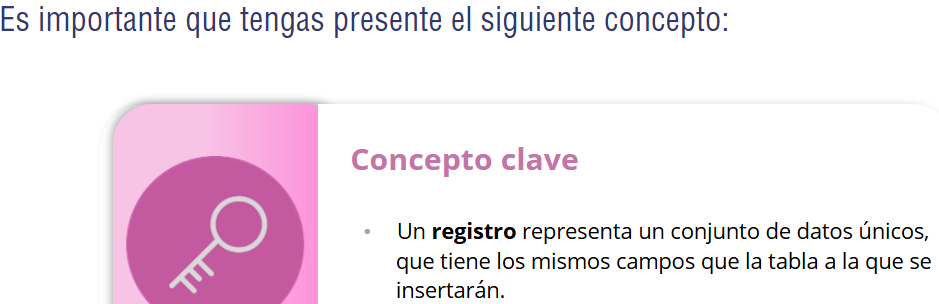 Es importante que tengas presente el siguiente concepto:
Concepto clave
• Un registro representa un conjunto de datos únicos,
que tiene los mismos campos que la tabla a la que se
insertarán.